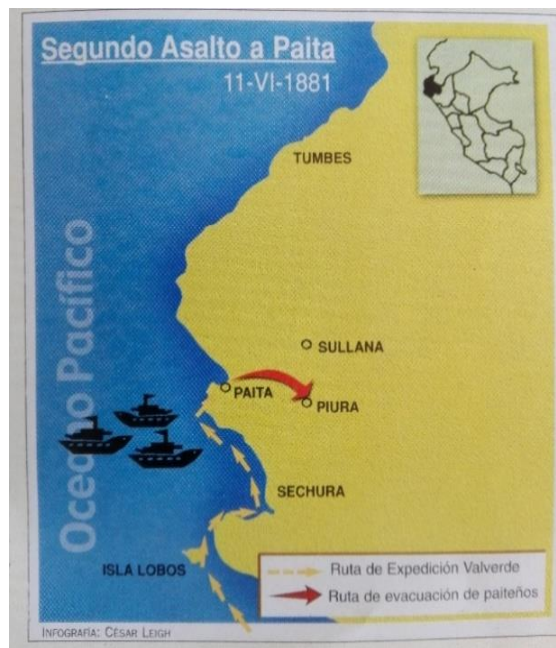 Segundo Asalto a Paita
11-VI-1881
TUMBES
Oceano Pacífico
SULLANA
PAITA
PIURA
SECHURA
ISLA LOBOS
Ruta de Expedición Valverde
Ruta de evacuación de paiteños
INFOGRAFÍA: CÉSAR LEIGH